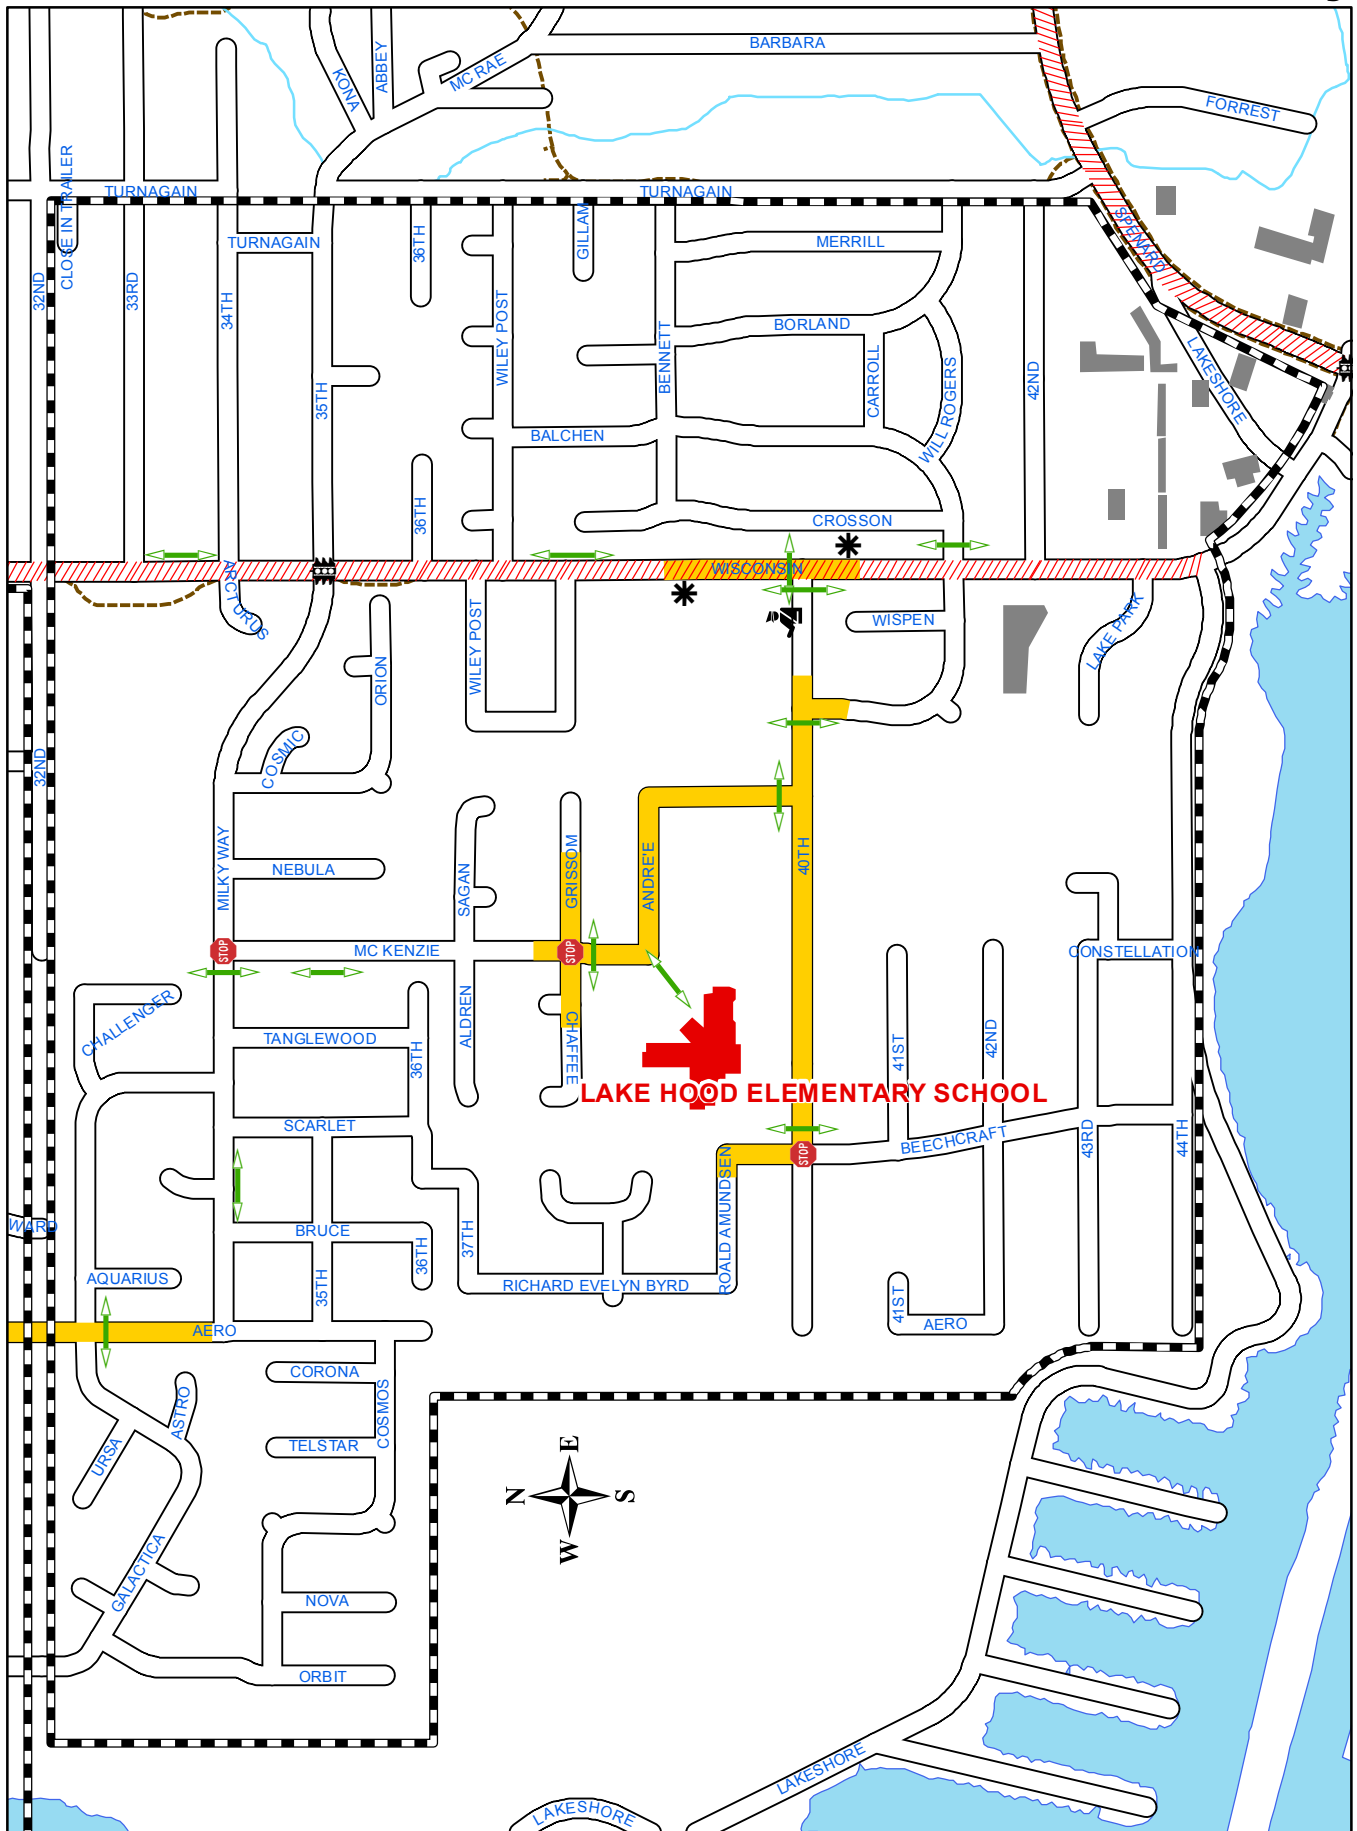 BARBARA
KONA
ABBEY
MC RAE
FORREST
CLOSE IN TRAILER
TURNAGAIN
TURNAGAIN
TURNAGAIN
32ND
33RD
34TH
35TH
36TH
WILEY POST
GILLAM
BENNETT
MERRILL
SPENARD
BORLAND
CARROLL
WILL ROGERS
42ND
LAKESHORE
BALCHEN
36TH
CROSSON
WISCONSIN
ARCTURUS
ORION
WILEY POST
WISPEN
LAKE PARK
32ND
COSMIC
MILKY WAY
NEBULA
SAGAN
GRISSOM
ANDRE'E
40TH
STOP
MC KENZIE
STOP
CONSTELLATION
CHALLENGER
TANGLEWOOD
36TH
ALDREN
CHAFFEE
41ST
42ND
LAKE HOOD ELEMENTARY SCHOOL
SCARLET
BEECHCRAFT
43RD
44TH
STOP
WARD
BRUCE
36TH
37TH
ROALD AMUNDSEN
AQUARIUS
35TH
RICHARD EVELYN BYRD
41ST
AERO
AERO
CORONA
ASTRO
COSMOS
URSA
TELSTAR
N
E
S
W
GALACTICA
NOVA
ORBIT
LAKESHORE
LAKESHORE